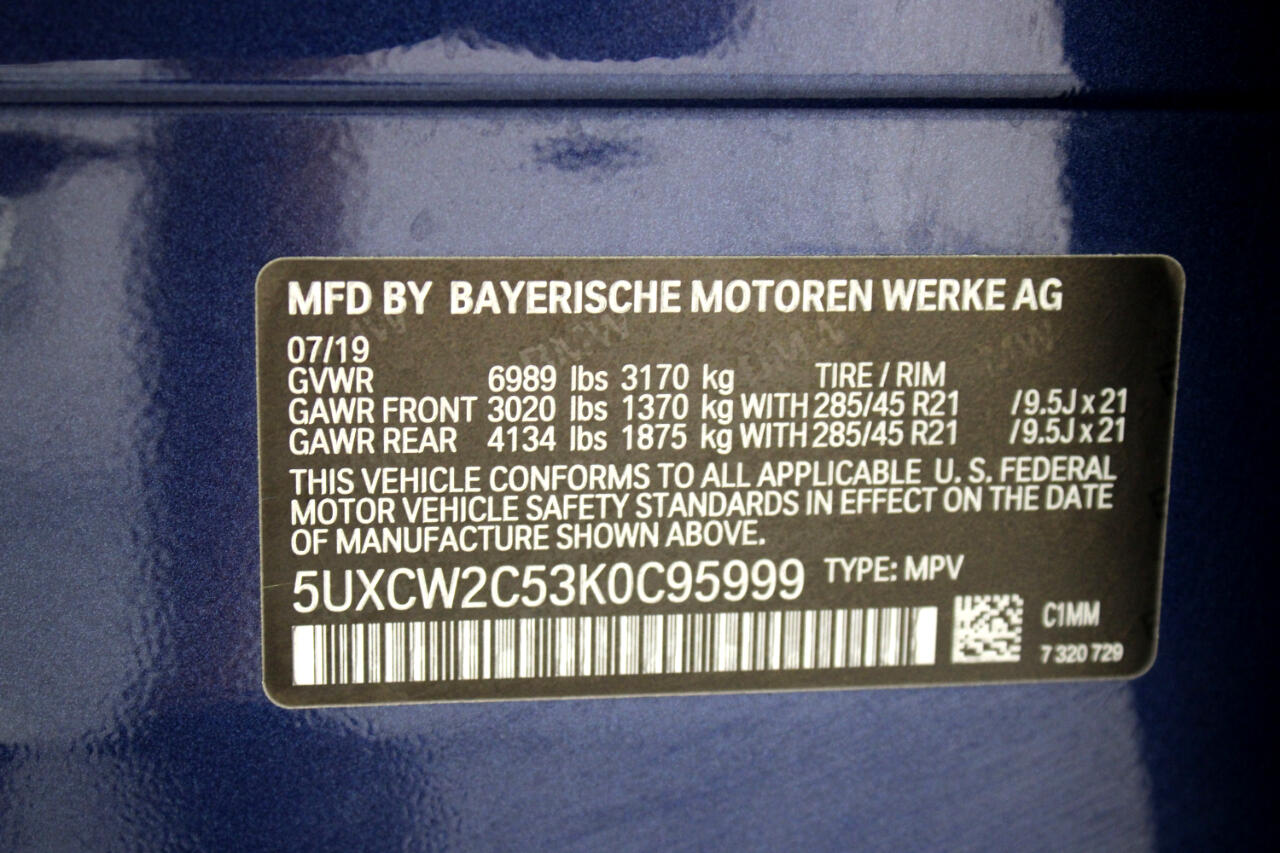 MFD BY BAYERISCHE MOTOREN WERKE AG
07/19
GVWR 6989 lbs 3170 kg TIRE / RIM
GAWR FRONT 3020 lbs 1370 kg WITH 285/45 R21 /9.5J x 21
GAWR REAR 4134 lbs 1875 kg WITH 285/45 R21 /9.5J x 21
THIS VEHICLE CONFORMS TO ALL APPLICABLE U. S. FEDERAL
MOTOR VEHICLE SAFETY STANDARDS IN EFFECT ON THE DATE
OF MANUFACTURE SHOWN ABOVE.
5UXCW2C53K0C95999 TYPE: MPV
C1MM
7 320 729